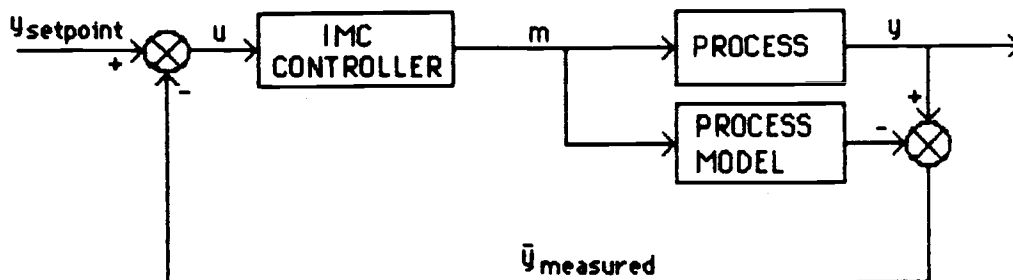 y setpoint
+
-
u
IMC
CONTROLLER
m
PROCESS
y
+
-
PROCESS
MODEL
ȳ measured